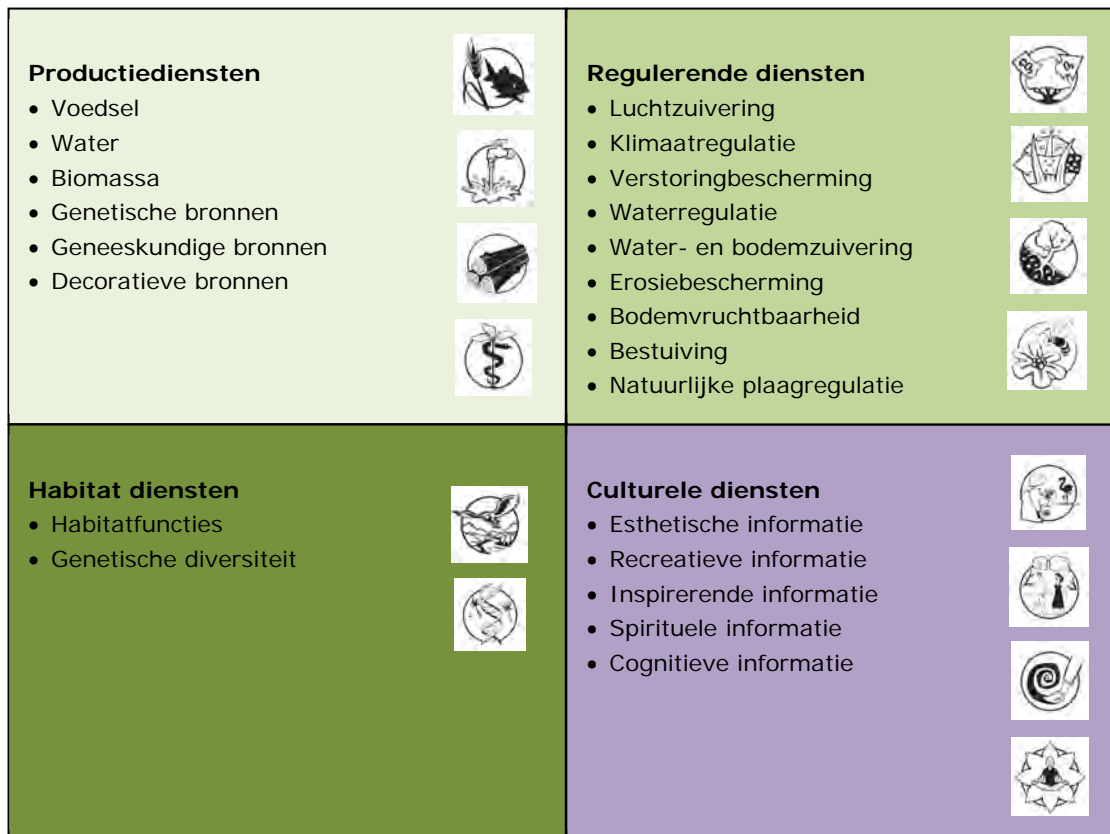 Productiediensten
• Voedsel
• Water
• Biomassa
• Genetische bronnen
• Geneeskundige bronnen
• Decoratieve bronnen
Regulerende diensten
• Luchtzuivering
• Klimaatregulatie
• Verstoringbescherming
• Waterregulatie
• Water- en bodemzuivering
• Erosiebescherming
• Bodemvruchtbaarheid
• Bestuiving
• Natuurlijke plaagregulatie
Habitat diensten
• Habitatfuncties
• Genetische diversiteit
Culturele diensten
• Esthetische informatie
• Recreatieve informatie
• Inspirerende informatie
• Spirituele informatie
• Cognitieve informatie